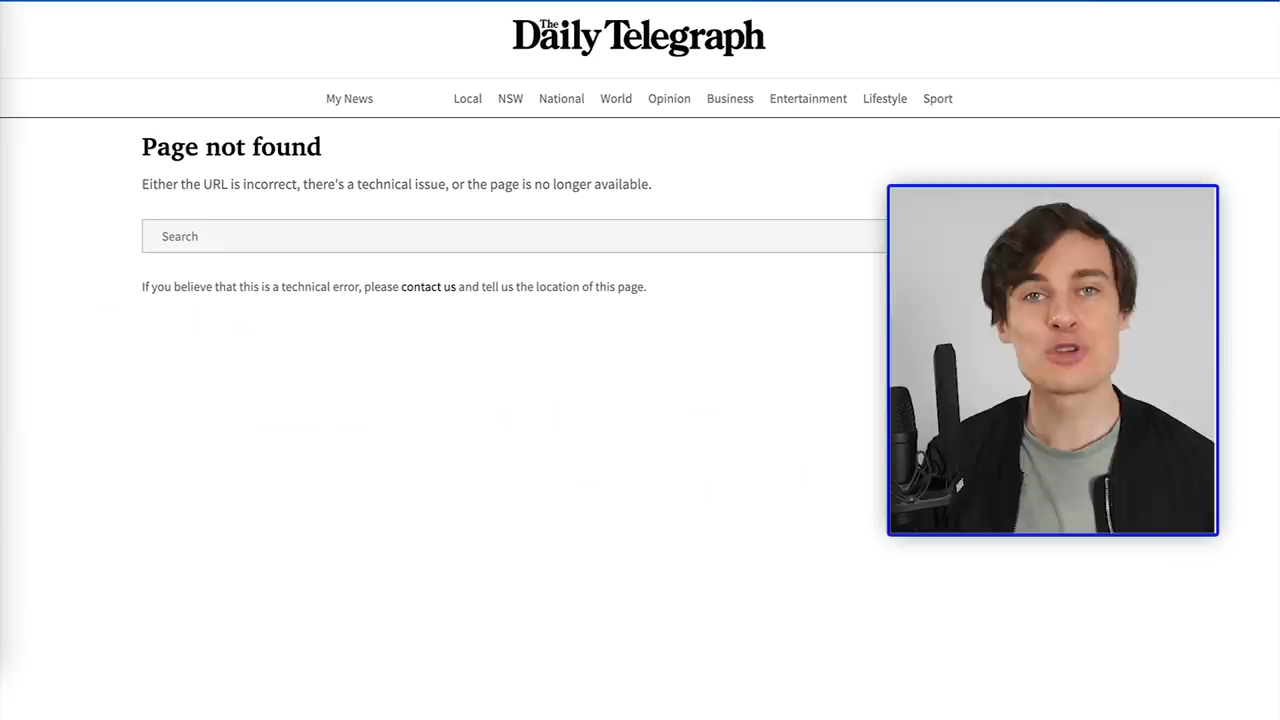 The Daily Telegraph
My News Local NSW National World Opinion Business Entertainment Lifestyle Sport
Page not found
Either the URL is incorrect, there's a technical issue, or the page is no longer available.
Search
If you believe that this is a technical error, please contact us and tell us the location of this page.